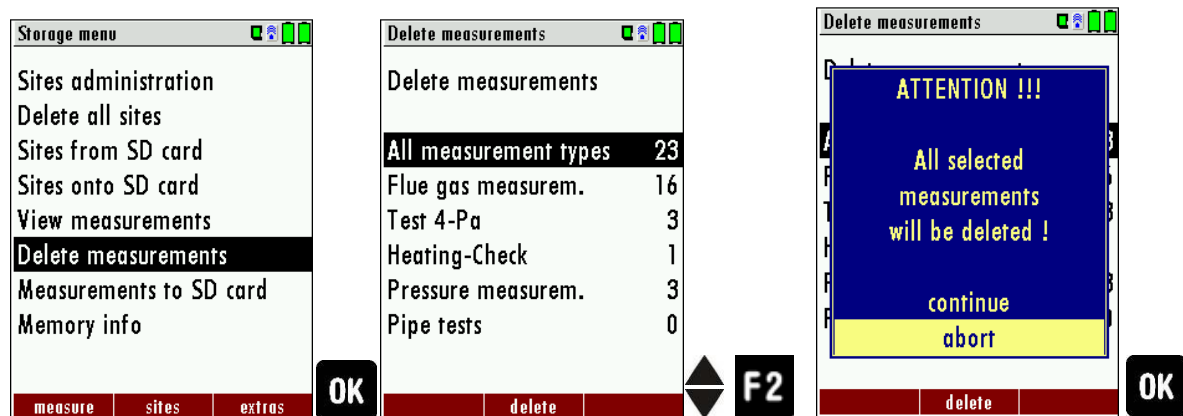 Storage menu
Sites administration
Delete all sites
Sites from SD card
Sites onto SD card
View measurements
Delete measurements
Measurements to SD card
Memory info
measure sites extras
OK
Delete measurements
Delete measurements
All measurement types 23
Flue gas measurem. 16
Test 4-Pa 3
Heating-Check 1
Pressure measurem. 3
Pipe tests 0
delete
F2
Delete measurements
ATTENTION !!!
All selected
measurements
will be deleted !
continue
abort
delete
OK